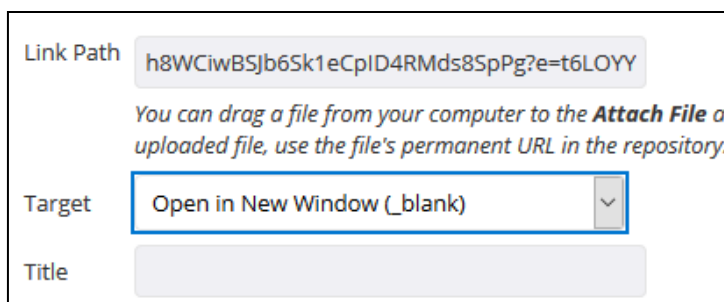 Link Path
h8WCiwBSJb6Sk1eCpID4RMds8SpPg?e=t6LOYY
You can drag a file from your computer to the Attach File
uploaded file, use the file's permanent URL in the repository.
Target
Open in New Window (_blank)
Title